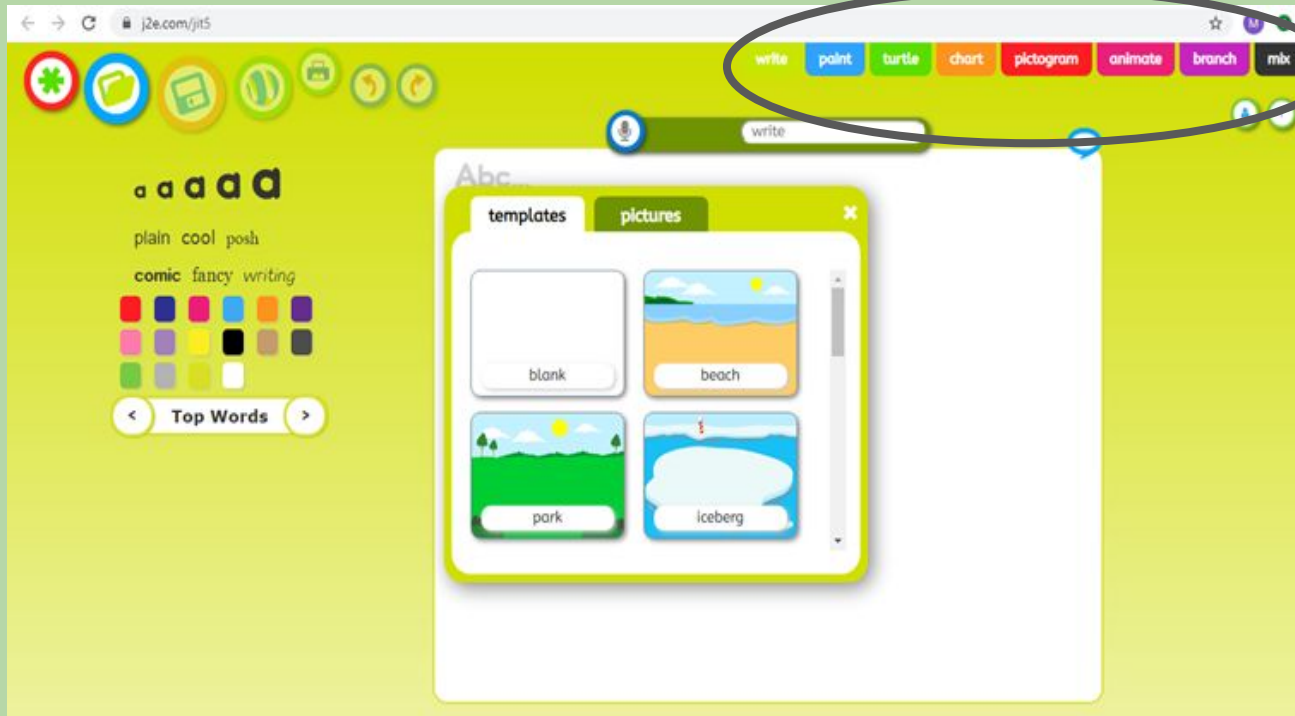 j2e.com/jit5
write paint turtle chart pictogram animate branch mix
M
write
a a a a a
Abc...
templates pictures
plain cool posh
comic fancy writing
blank beach
< Top Words >
park iceberg